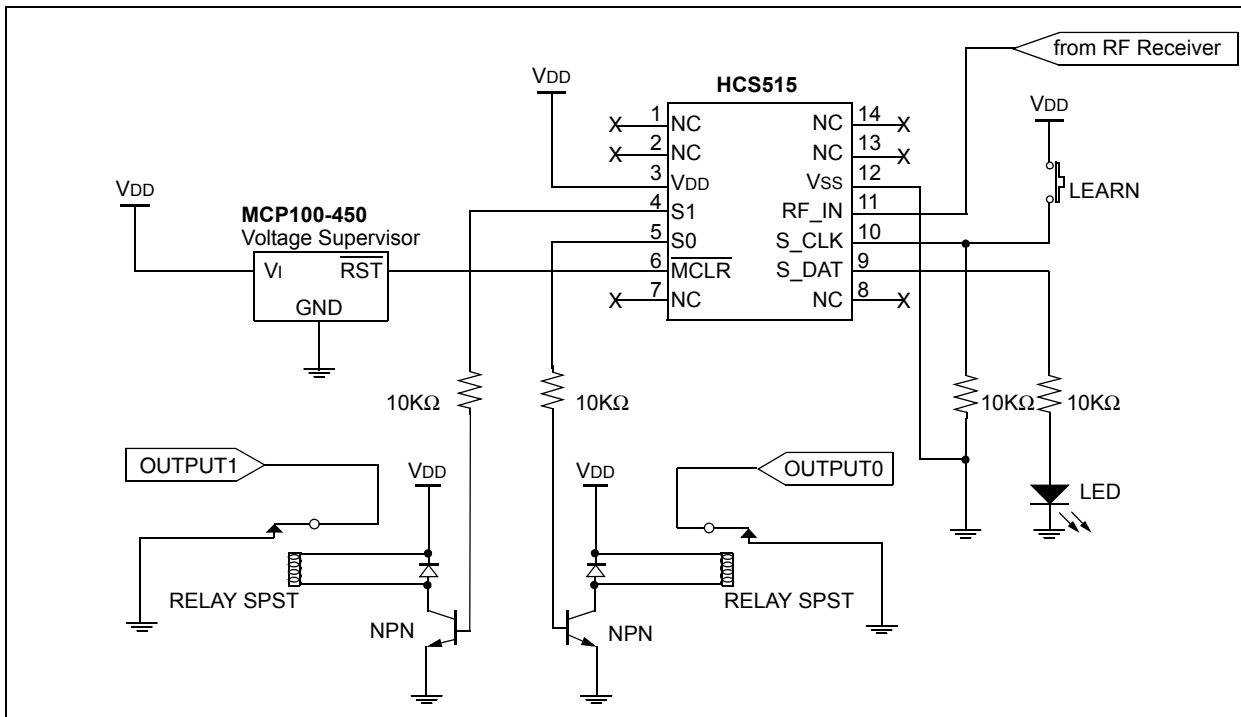 from RF Receiver
VDD
HCS515
VDD
1 NC NC 14
2 NC NC 13
3 VDD VSS 12
4 S1 RF_IN 11
5 S0 S_CLK 10
6 MCLR S_DAT 9
7 NC NC 8
X X
X X
X X
LEARN
VDD
MCP100-450
Voltage Supervisor
VI RST
GND
10KΩ 10KΩ 10KΩ 10KΩ
OUTPUT1 VDD VDD OUTPUT0
LED
RELAY SPST RELAY SPST
NPN NPN